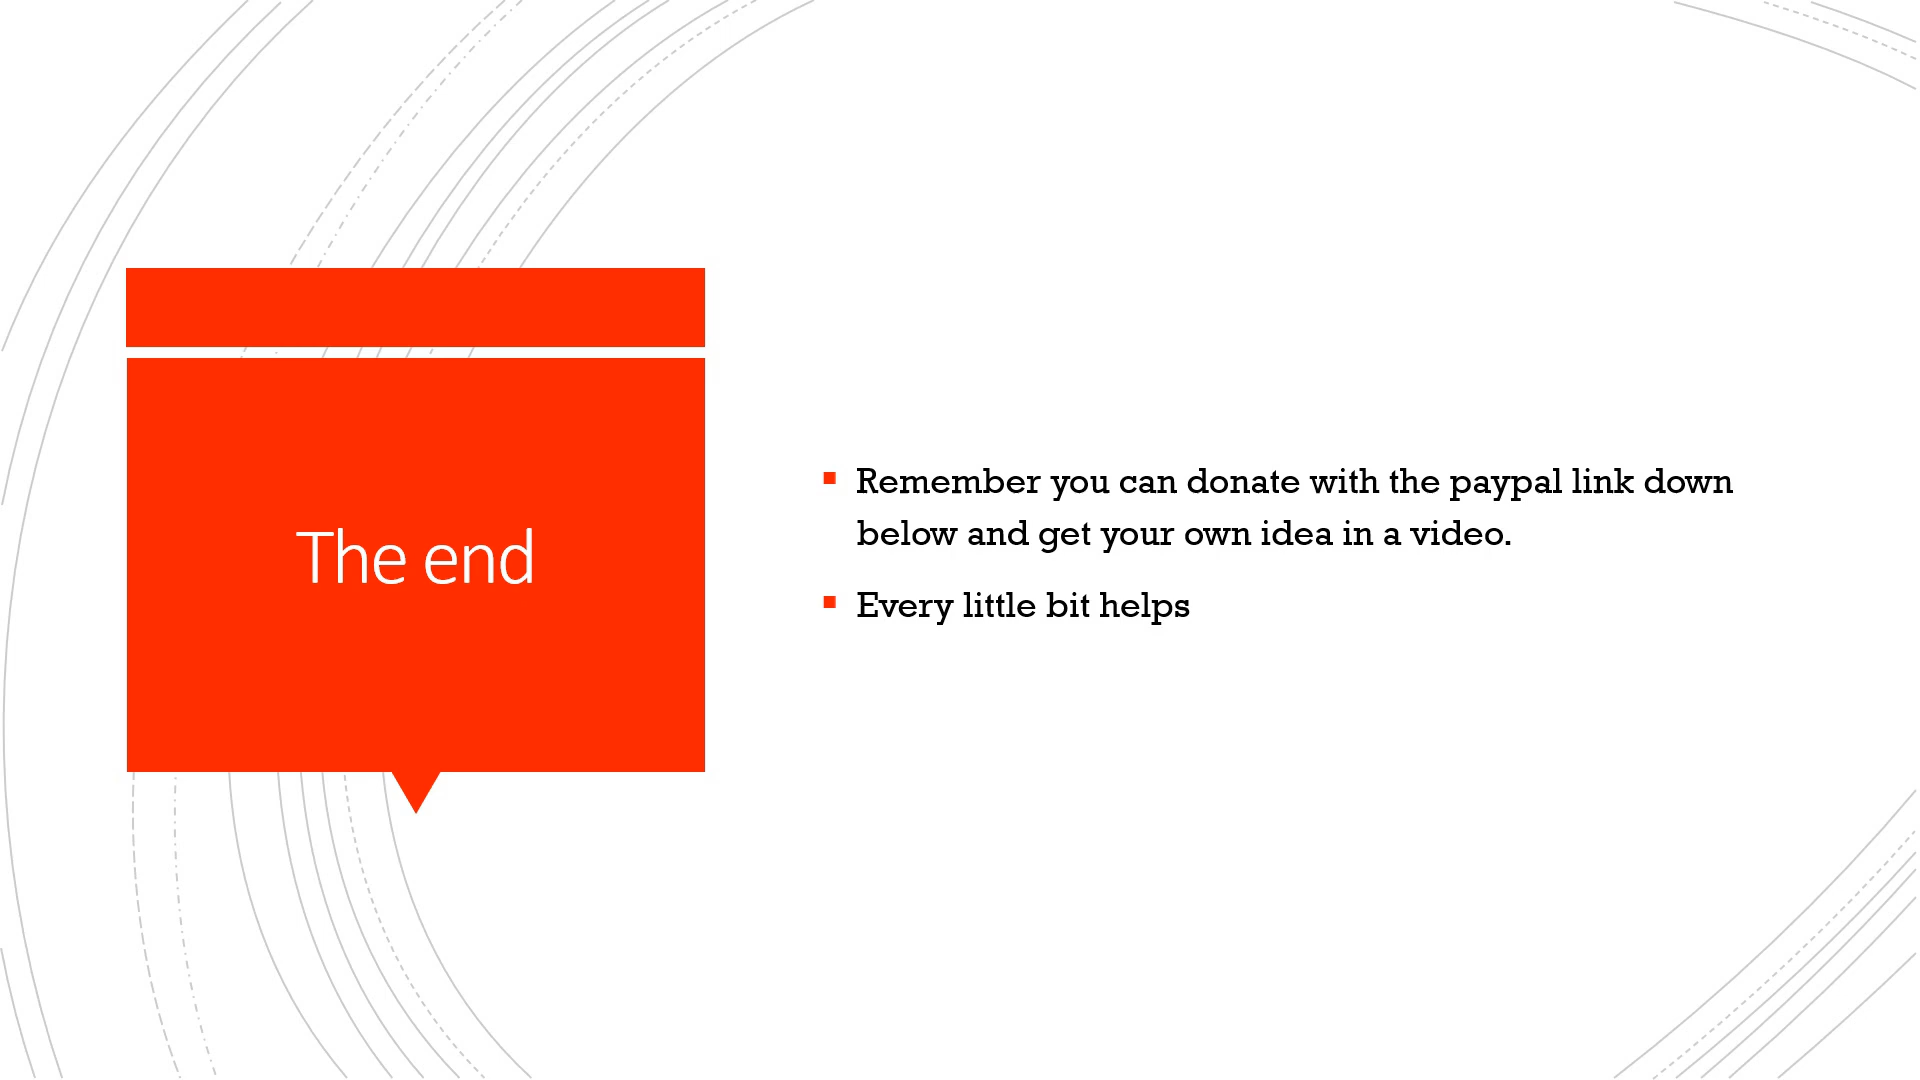 The end
Remember you can donate with the paypal link down
below and get your own idea in a video.
Every little bit helps